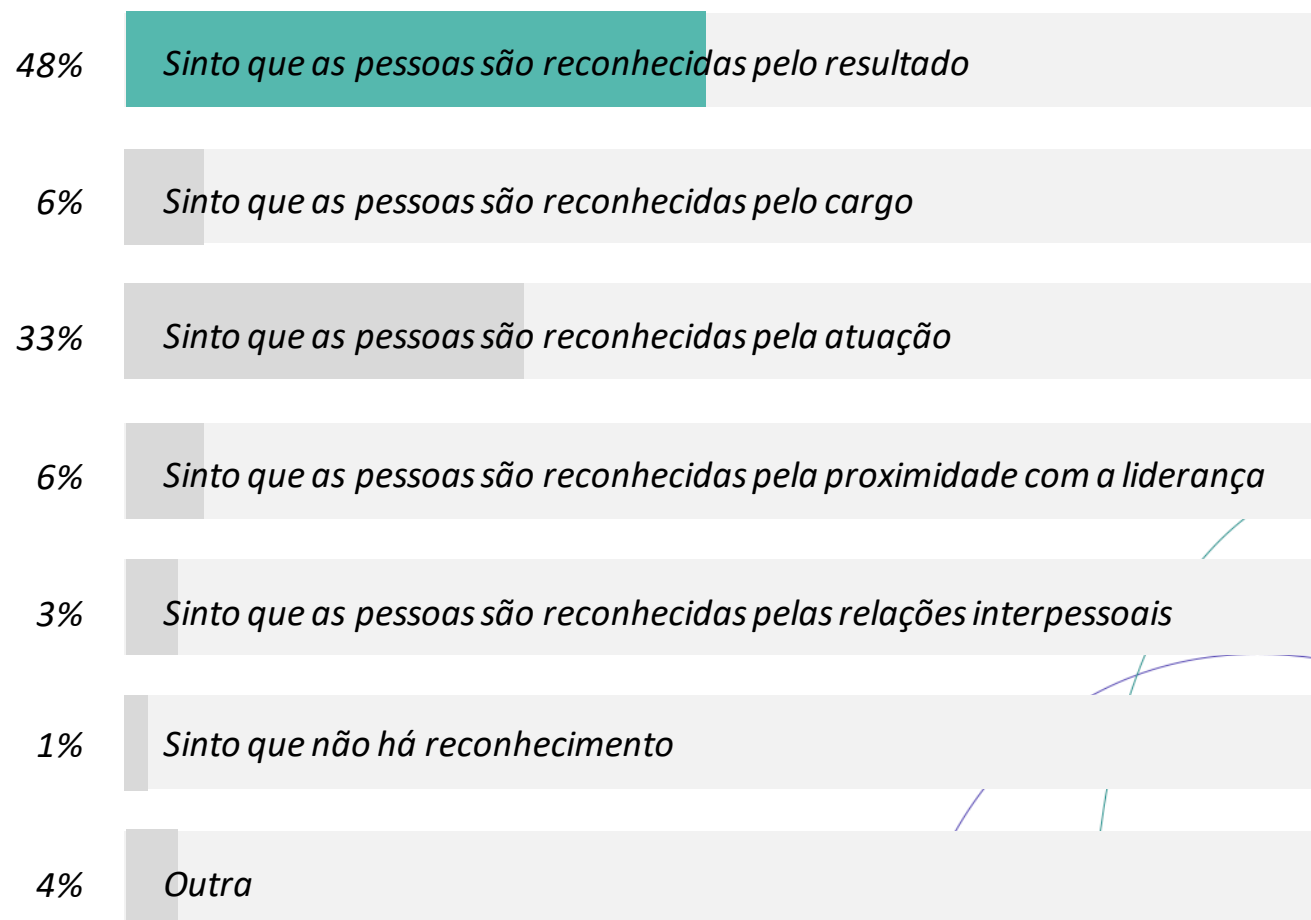 48% Sinto que as pessoas são reconhecidas pelo resultado
6% Sinto que as pessoas são reconhecidas pelo cargo
33% Sinto que as pessoas são reconhecidas pela atuação
6% Sinto que as pessoas são reconhecidas pela proximidade com a liderança
3% Sinto que as pessoas são reconhecidas pelas relações interpessoais
1% Sinto que não há reconhecimento
4% Outra